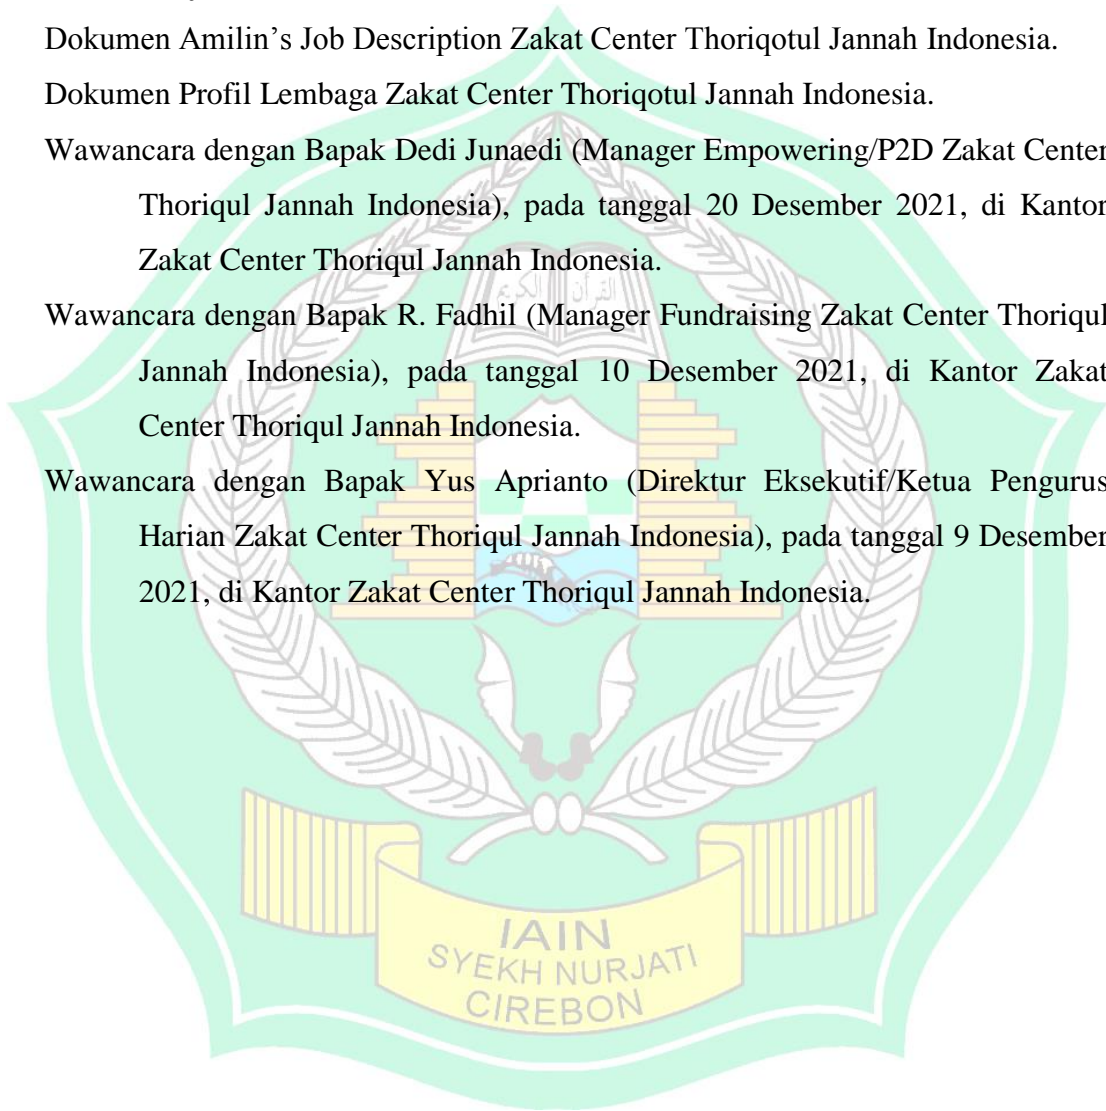 Dokumen Amilin’s Job Description Zakat Center Thoriqotul Jannah Indonesia.
Dokumen Profil Lembaga Zakat Center Thoriqotul Jannah Indonesia.
Wawancara dengan Bapak Dedi Junaedi (Manager Empowering/P2D Zakat Center
Thoriqul Jannah Indonesia), pada tanggal 20 Desember 2021, di Kantor
Zakat Center Thoriqul Jannah Indonesia.
Wawancara dengan Bapak R. Fadhil (Manager Fundraising Zakat Center Thoriqul
Jannah Indonesia), pada tanggal 10 Desember 2021, di Kantor Zakat
Center Thoriqul Jannah Indonesia.
Wawancara dengan Bapak Yus Aprianto (Direktur Eksekutif/Ketua Pengurus
Harian Zakat Center Thoriqul Jannah Indonesia), pada tanggal 9 Desember
2021, di Kantor Zakat Center Thoriqul Jannah Indonesia.
القرآن الكريم
IAIN
SYEKH NURJATI
CIREBON